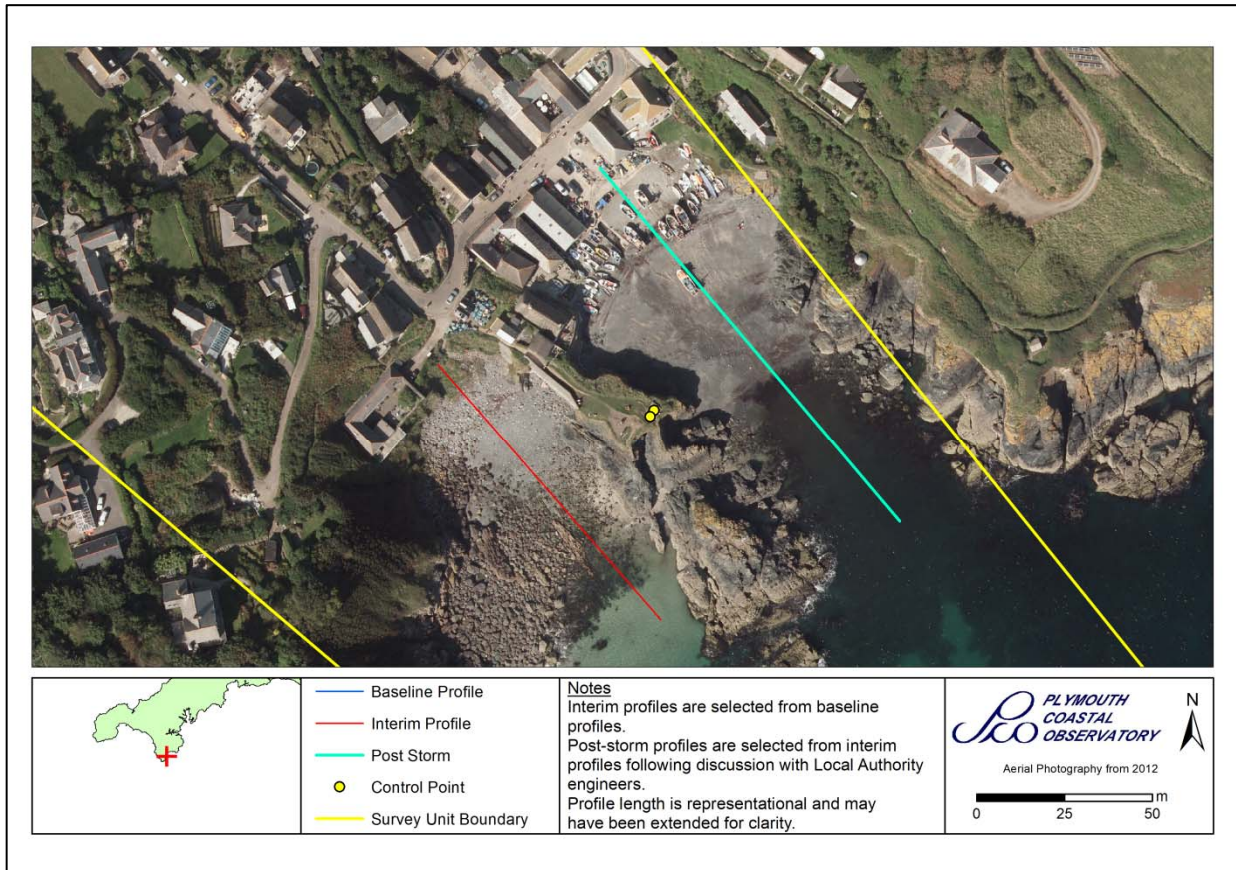 Baseline Profile
Interim Profile
Post Storm
Control Point
Survey Unit Boundary
Notes
Interim profiles are selected from baseline
profiles.
Post-storm profiles are selected from interim
profiles following discussion with Local Authority
engineers.
Profile length is representational and may
have been extended for clarity.
PLYMOUTH
COASTAL
OBSERVATORY
N
Aerial Photography from 2012
m
0 25 50